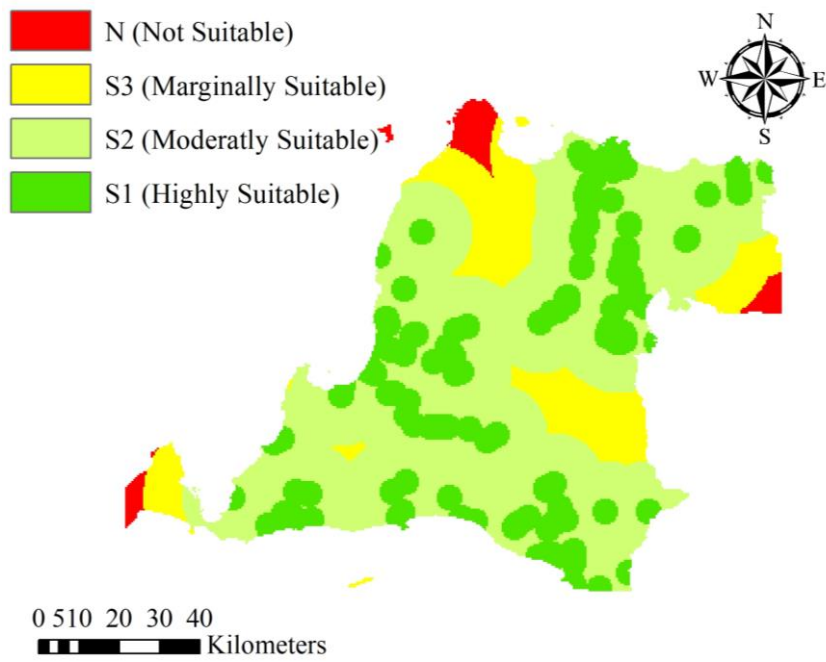 N (Not Suitable)
S3 (Marginally Suitable)
S2 (Moderatly Suitable)
S1 (Highly Suitable)
N
W E
S
0 510 20 30 40
Kilometers